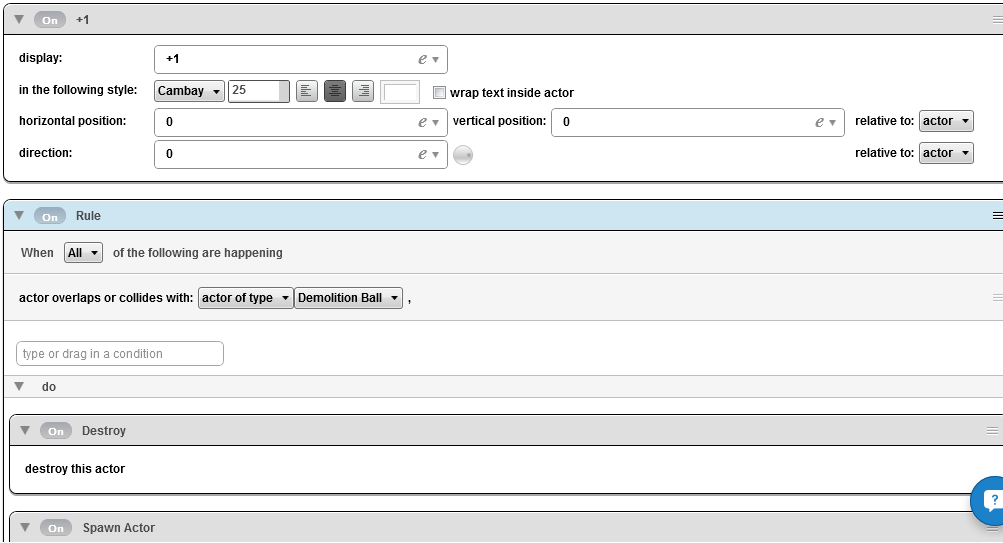 On +1
display: +1 e
in the following style: Cambay 25 wrap text inside actor
horizontal position: 0 e vertical position: 0 e relative to: actor
direction: 0 e relative to: actor
On Rule
When All of the following are happening
actor overlaps or collides with: actor of type Demolition Ball ,
type or drag in a condition
do
On Destroy
destroy this actor
?
On Spawn Actor